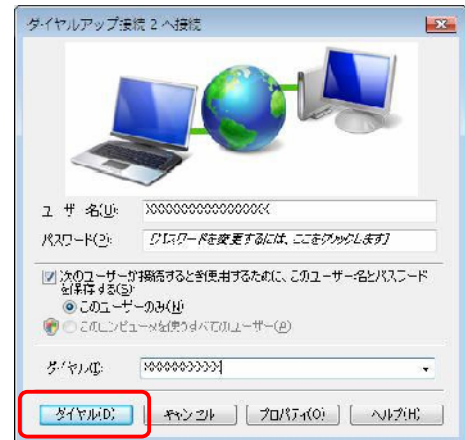 ダイヤルアップ接続 2 へ接続
ユーザー名(U):
パスワード(P): [パスワードを変更するには、ここをクリックします]
次のユーザーが接続するとき使用するために、このユーザー名とパスワード
を保存する(S):
このユーザーのみ(N)
このコンピュータを使うすべてのユーザー(A)
ダイヤル(I):
ダイヤル(D) キャンセル プロパティ(O) ヘルプ(H)